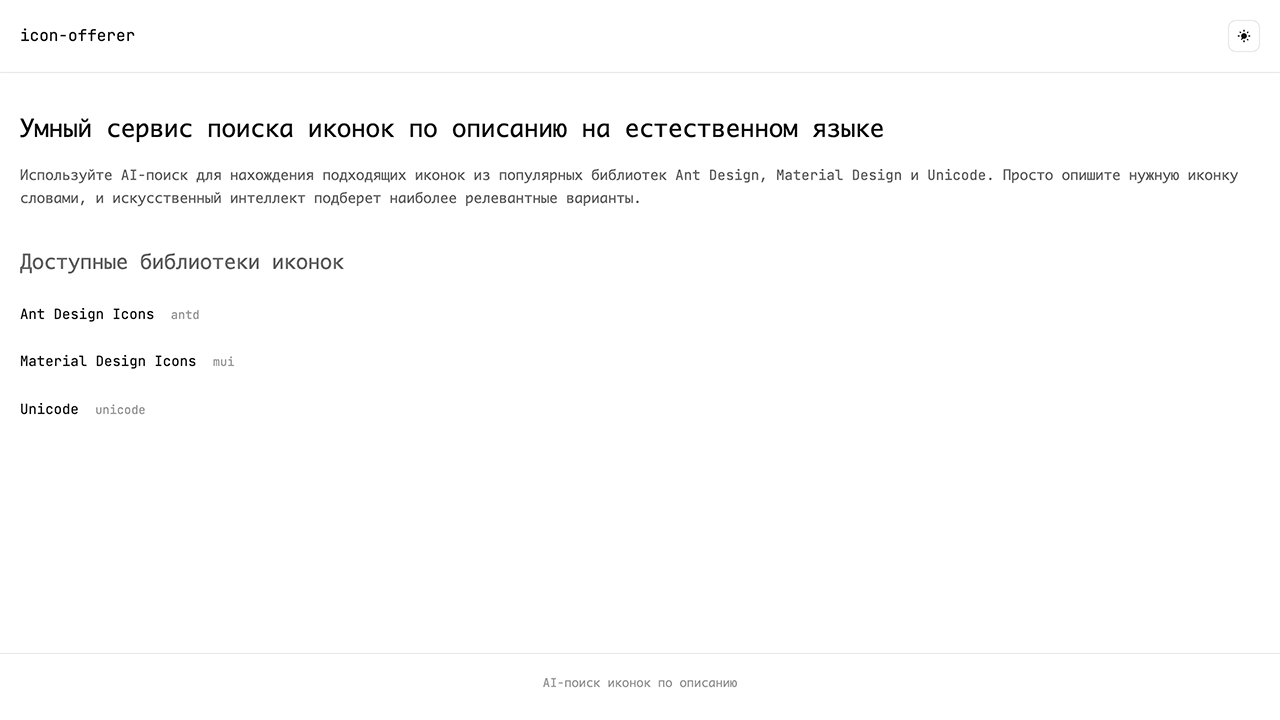 icon-offerer
Умный сервис поиска иконок по описанию на естественном языке
Используйте AI-поиск для нахождения подходящих иконок из популярных библиотек Ant Design, Material Design и Unicode. Просто опишите нужную иконку
словами, и искусственный интеллект подберет наиболее релевантные варианты.
Доступные библиотеки иконок
Ant Design Icons antd
Material Design Icons mui
Unicode unicode
AI-поиск иконок по описанию